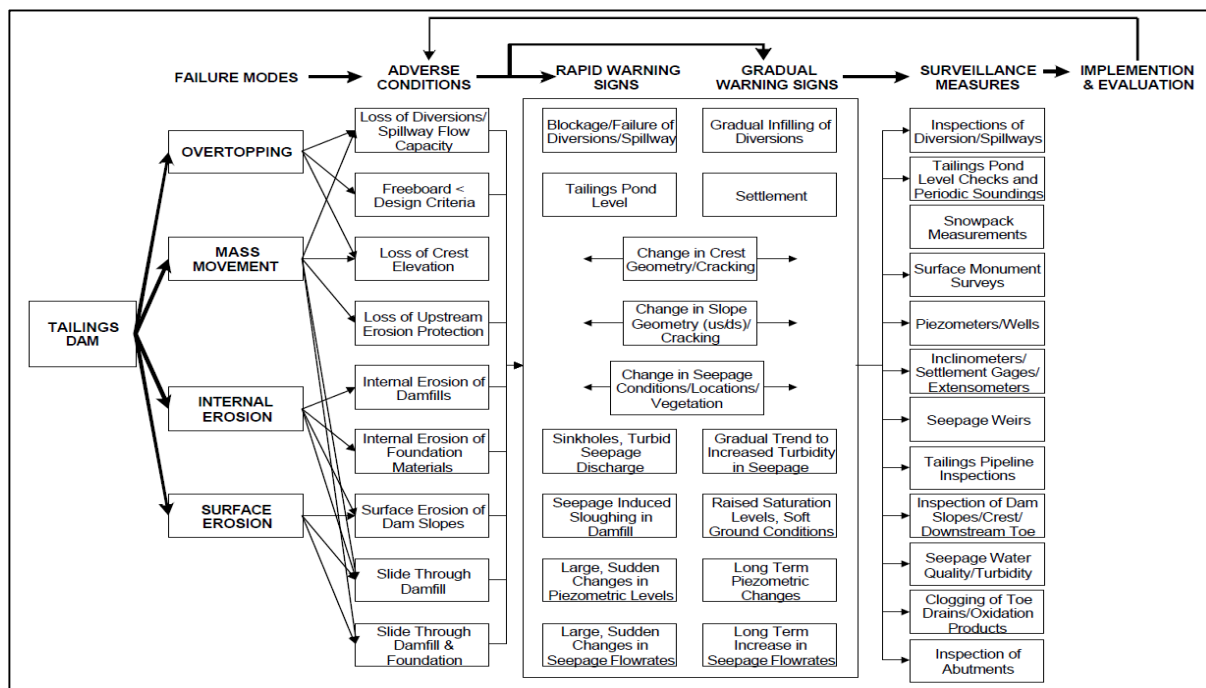 FAILURE MODES
ADVERSE
CONDITIONS
RAPID WARNING
SIGNS
GRADUAL
WARNING SIGNS
SURVEILLANCE
MEASURES
IMPLEMENTION
& EVALUATION
TAILINGS
DAM
OVERTOPPING
MASS
MOVEMENT
INTERNAL
EROSION
SURFACE
EROSION
Loss of Diversions/
Spillway Flow
Capacity
Freeboard <
Design Criteria
Loss of Crest
Elevation
Loss of Upstream
Erosion Protection
Internal Erosion of
Damfills
Internal Erosion of
Foundation
Materials
Surface Erosion of
Dam Slopes
Slide Through
Damfill
Slide Through
Damfill &
Foundation
Blockage/Failure of
Diversions/Spillway
Gradual Infilling of
Diversions
Tailings Pond
Level
Settlement
Change in Crest
Geometry/Cracking
Change in Slope
Geometry (us/ds)/
Cracking
Change in Seepage
Conditions/Locations/
Vegetation
Sinkholes, Turbid
Seepage
Discharge
Gradual Trend to
Increased Turbidity
in Seepage
Seepage Induced
Sloughing in
Damfill
Raised Saturation
Levels, Soft
Ground Conditions
Large, Sudden
Changes in
Piezometric Levels
Long Term
Piezometric
Changes
Large, Sudden
Changes in
Seepage Flowrates
Long Term
Increase in
Seepage Flowrates
Inspections of
Diversion/Spillways
Tailings Pond
Level Checks and
Periodic Soundings
Snowpack
Measurements
Surface Monument
Surveys
Piezometers/Wells
Inclinometers/
Settlement Gages/
Extensometers
Seepage Weirs
Tailings Pipeline
Inspections
Inspection of Dam
Slopes/Crest/
Downstream Toe
Seepage Water
Quality/Turbidity
Clogging of Toe
Drains/Oxidation
Products
Inspection of
Abutments